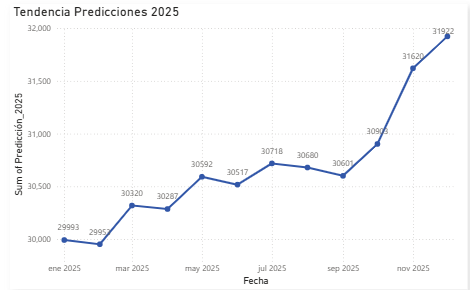 Tendencia Predicciones 2025
32,000
31922
31620
31,500
Sum of Predicción_2025
31,000
30903
30718
30680
30592
30601
30517
30,500
30320
30287
29993
29952
30,000
ene 2025
mar 2025
may 2025
jul 2025
sep 2025
nov 2025
Fecha